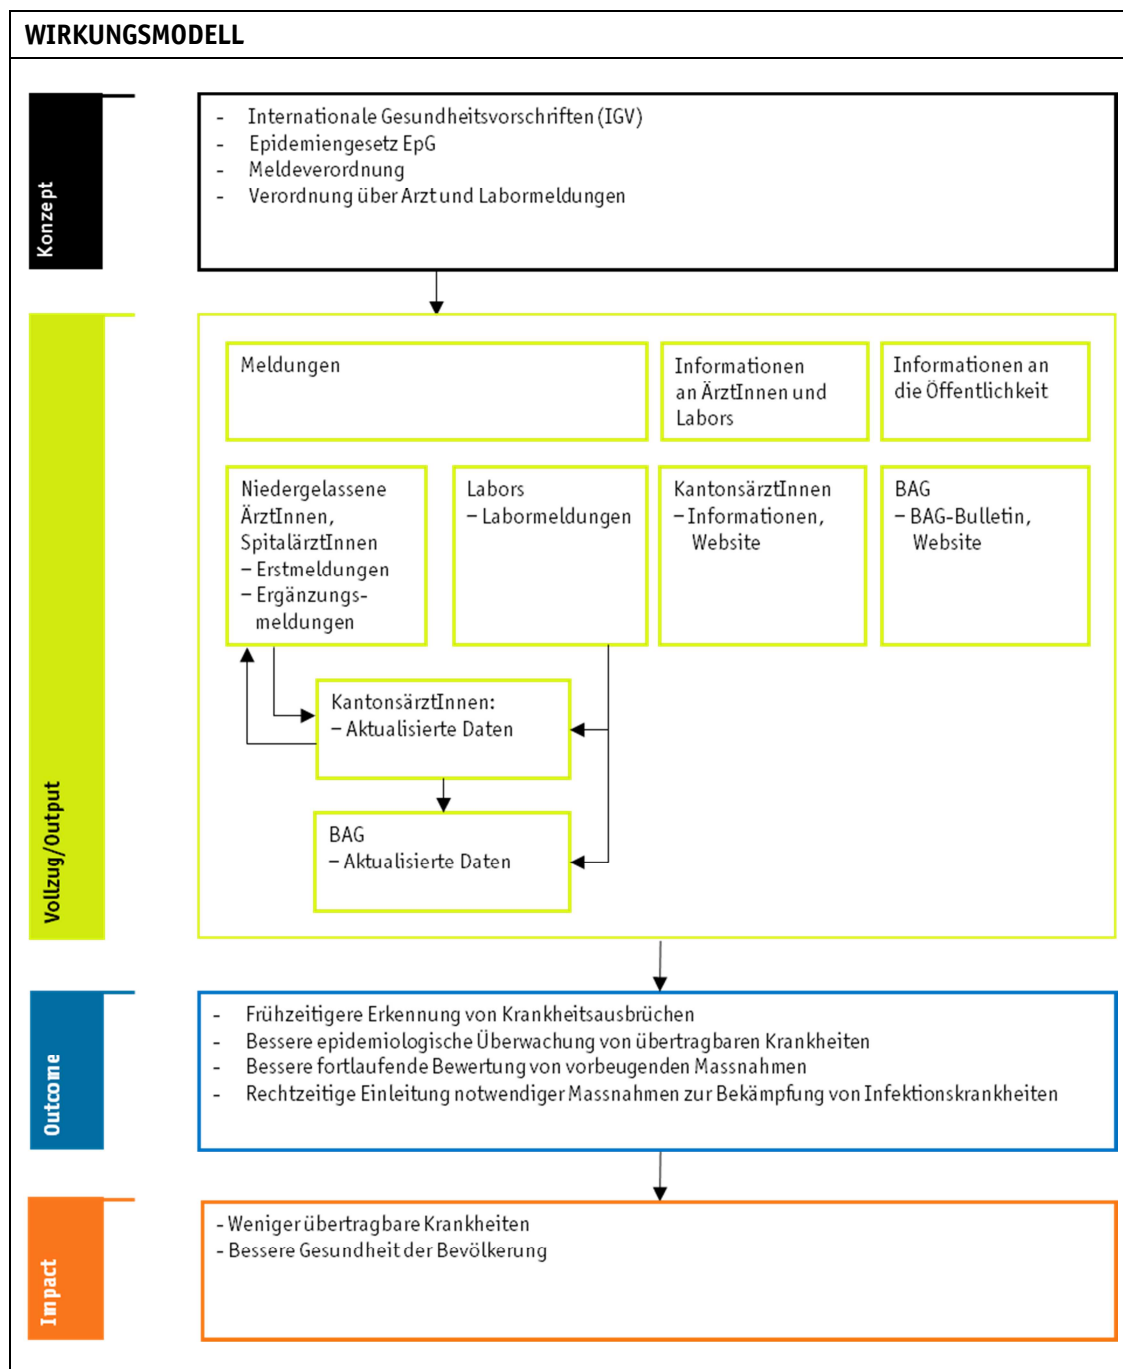 WIRKUNGSMODELL
Konzept
- Internationale Gesundheitsvorschriften (IGV)
- Epidemiengesetz EpG
- Meldeverordnung
- Verordnung über Arzt und Labormeldungen
Vollzug/Output
Meldungen
Informationen
an ÄrztInnen und
Labors
Informationen an
die Öffentlichkeit
Niedergelassene
ÄrztInnen,
SpitalärztInnen
– Erstmeldungen
– Ergänzungs-
meldungen
Labors
– Labormeldungen
KantonsärztInnen
– Informationen,
Website
BAG
– BAG-Bulletin,
Website
KantonsärztInnen:
– Aktualisierte Daten
BAG
– Aktualisierte Daten
Outcome
- Frühzeitigere Erkennung von Krankheitsausbrüchen
- Bessere epidemiologische Überwachung von übertragbaren Krankheiten
- Bessere fortlaufende Bewertung von vorbeugenden Massnahmen
- Rechtzeitige Einleitung notwendiger Massnahmen zur Bekämpfung von Infektionskrankheiten
Impact
- Weniger übertragbare Krankheiten
- Bessere Gesundheit der Bevölkerung